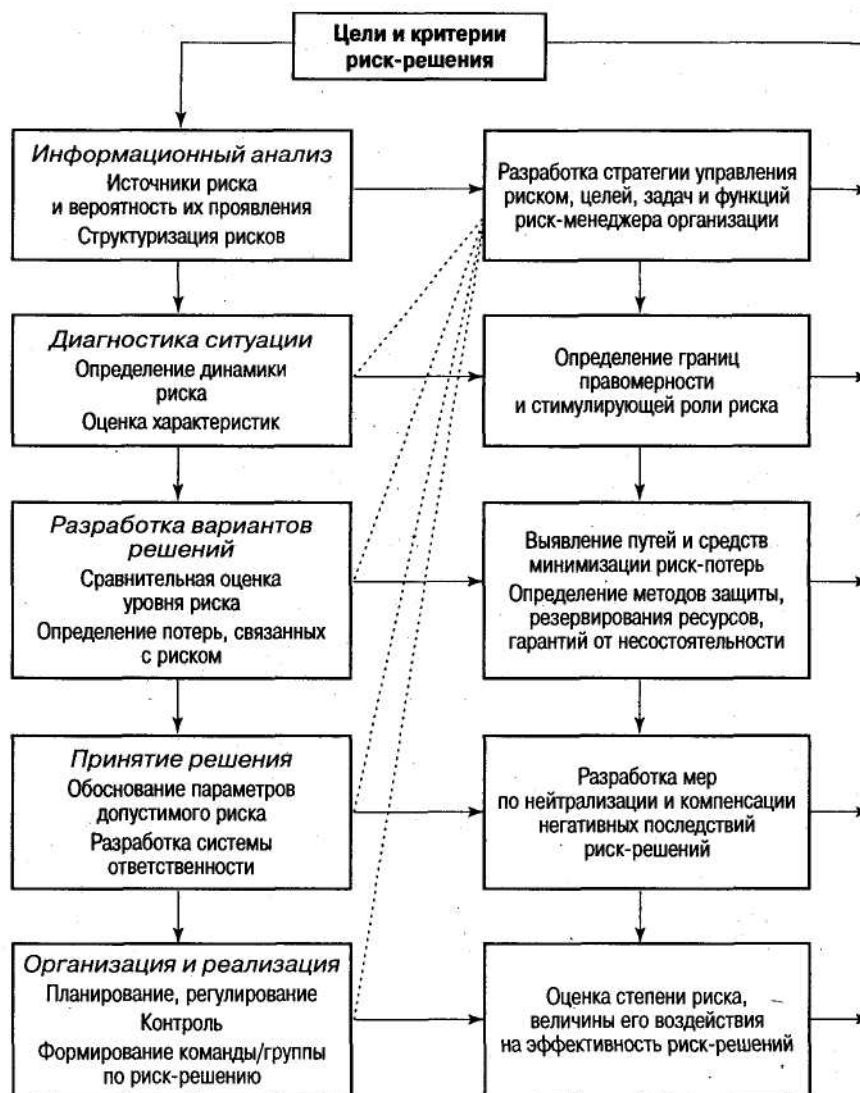 Цели и критерии
риск-решения
Информационный анализ
Источники риска
и вероятность их проявления
Структуризация рисков
Разработка стратегии управления
риском, целей, задач и функций
риск-менеджера организации
Диагностика ситуации
Определение динамики
риска
Оценка характеристик
Определение границ
правомерности
и стимулирующей роли риска
Разработка вариантов
решений
Сравнительная оценка
уровня риска
Определение потерь, связанных
с риском
Выявление путей и средств
минимизации риск-потерь
Определение методов защиты,
резервирования ресурсов,
гарантий от несостоятельности
Принятие решения
Обоснование параметров
допустимого риска
Разработка системы
ответственности
Разработка мер
по нейтрализации и компенсации
негативных последствий
риск-решений
Организация и реализация
Планирование, регулирование
Контроль
Формирование команды/группы
по риск-решению
Оценка степени риска,
величины его воздействия
на эффективность риск-решений